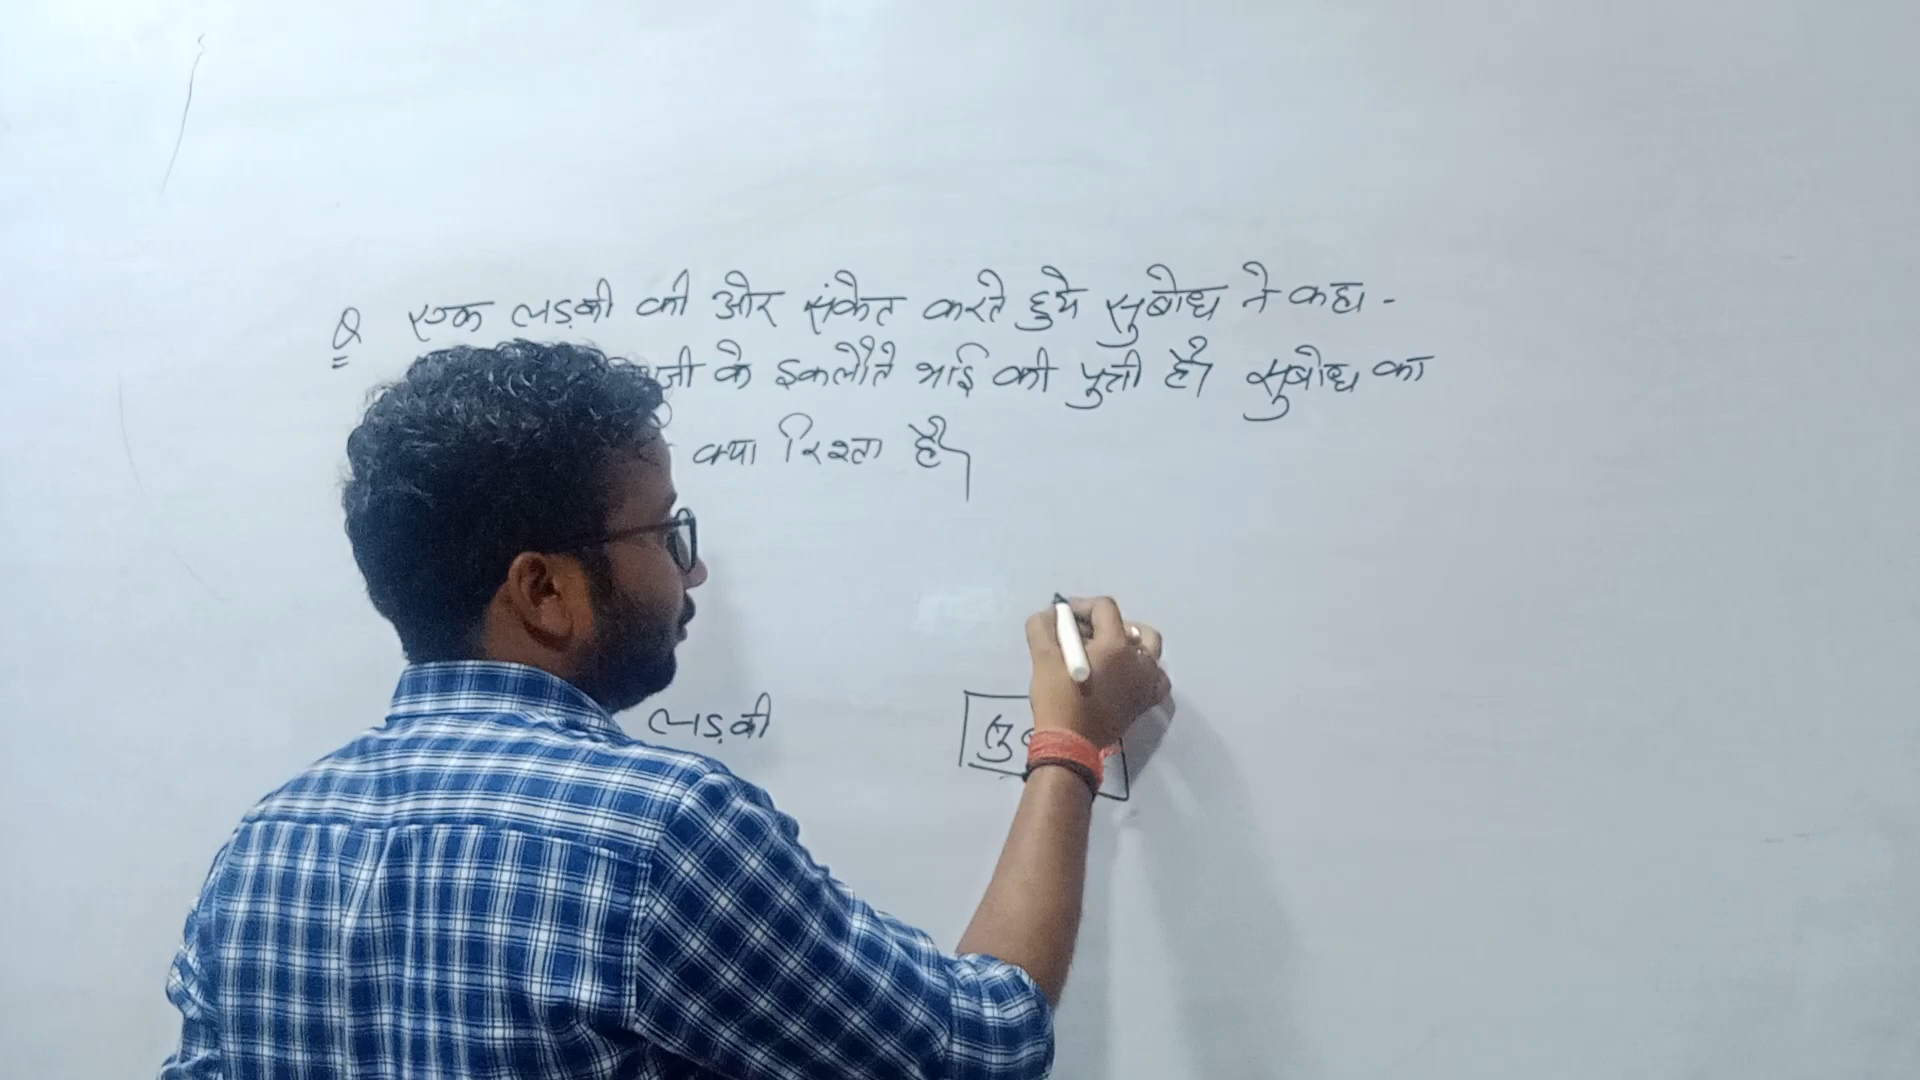 Q एक लड़की की ओर संकेत करते हुये सुबोध ने कहा -
के इकलौते भाई की पुत्री है। सुबोध का
क्या रिश्ता है।
लड़की